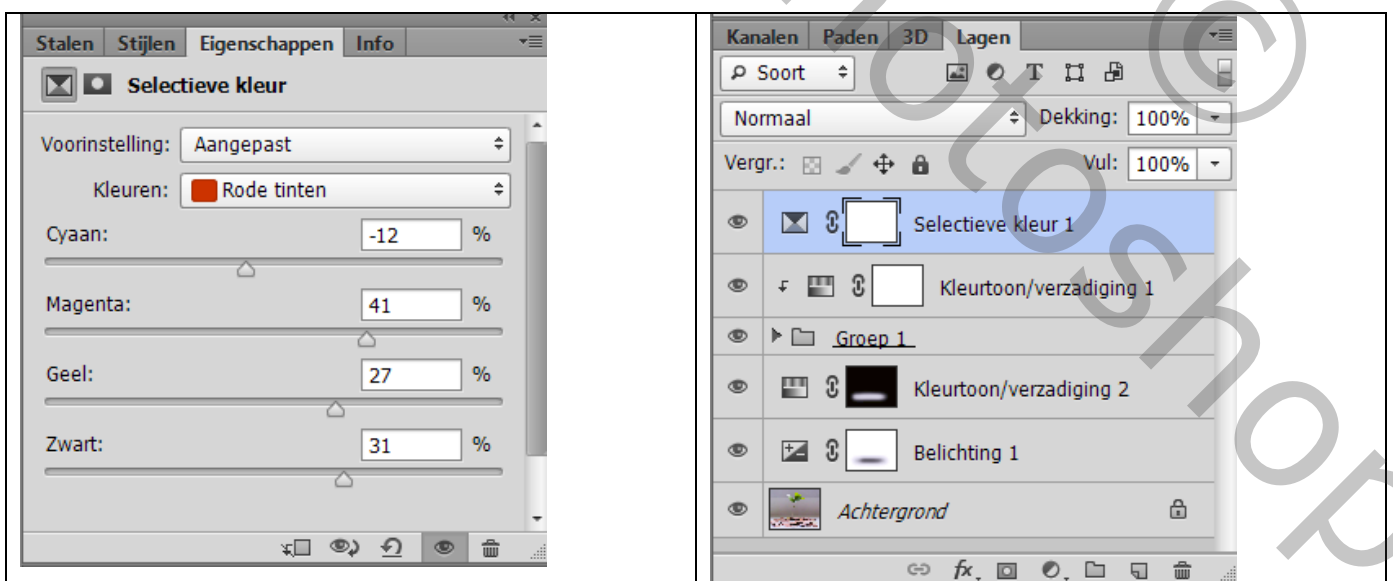 Stalen Stijlen Eigenschappen Info
Selectieve kleur
Voorinstelling: Aangepast
Kleuren: Rode tinten
Cyaan: -12 %
Magenta: 41 %
Geel: 27 %
Zwart: 31 %
Kanalen Paden 3D Lagen
Soort
Normaal Dekking: 100%
Vergr.: Vul: 100%
Selectieve kleur 1
Kleurtoon/verzadiging 1
Groep 1
Kleurtoon/verzadiging 2
Belichting 1
Achtergrond
fx
©
toshop